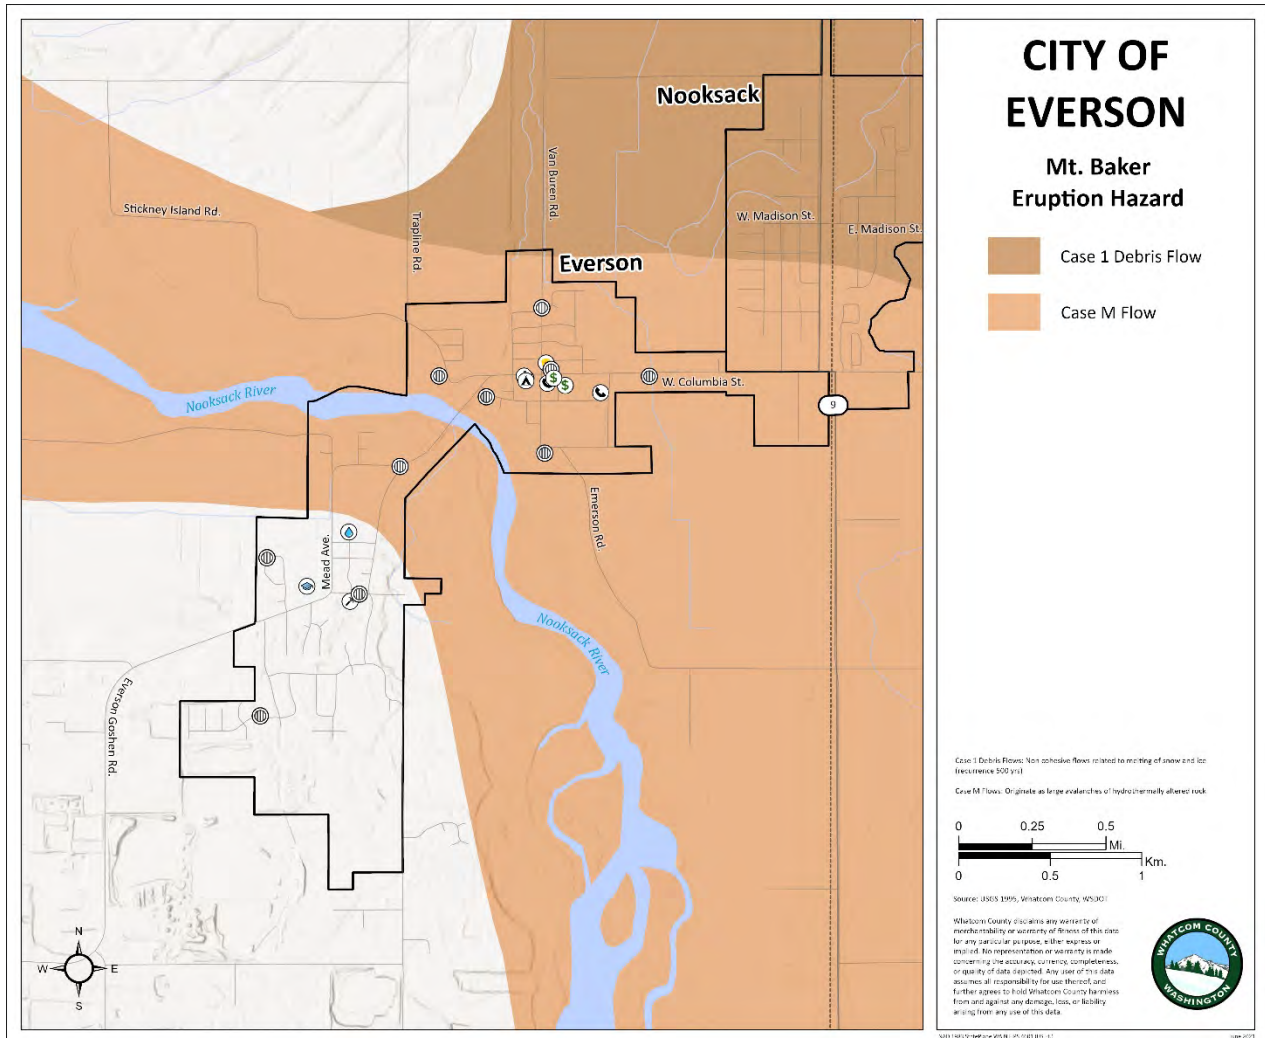 CITY OF
EVERSON
Mt. Baker
Eruption Hazard
Case 1 Debris Flow
Case M Flow
Nooksack
Van Buren Rd.
Stickney Island Rd.
Trapline Rd.
W. Madison St.
E. Madison St.
Everson
W. Columbia St.
9
Nooksack River
Emerson Rd.
Mead Ave.
Nooksack River
Everson Goshen Rd.
N
W E
S
Case 1 Debris Flows: Non cohesive flows related to melting of snow and ice
(recurrence 500 yrs)
Case M Flows: Originate as large avalanches of hydrothermally altered rock
0 0.25 0.5
Mi.
Km.
0 0.5 1
Source: USGS 1995, Whatcom County, WSDOT
Whatcom County disclaims any warranty of
merchantability or warranty of fitness of this data
for any particular purpose, either express or
implied. No representation or warranty is made
concerning the accuracy, currency, completeness,
or quality of data depicted. Any user of this data
assumes all responsibility for use thereof, and
further agrees to hold Whatcom County harmless
from and against any damage, loss, or liability
arising from any use of this data.
WHATCOM COUNTY
WASHINGTON